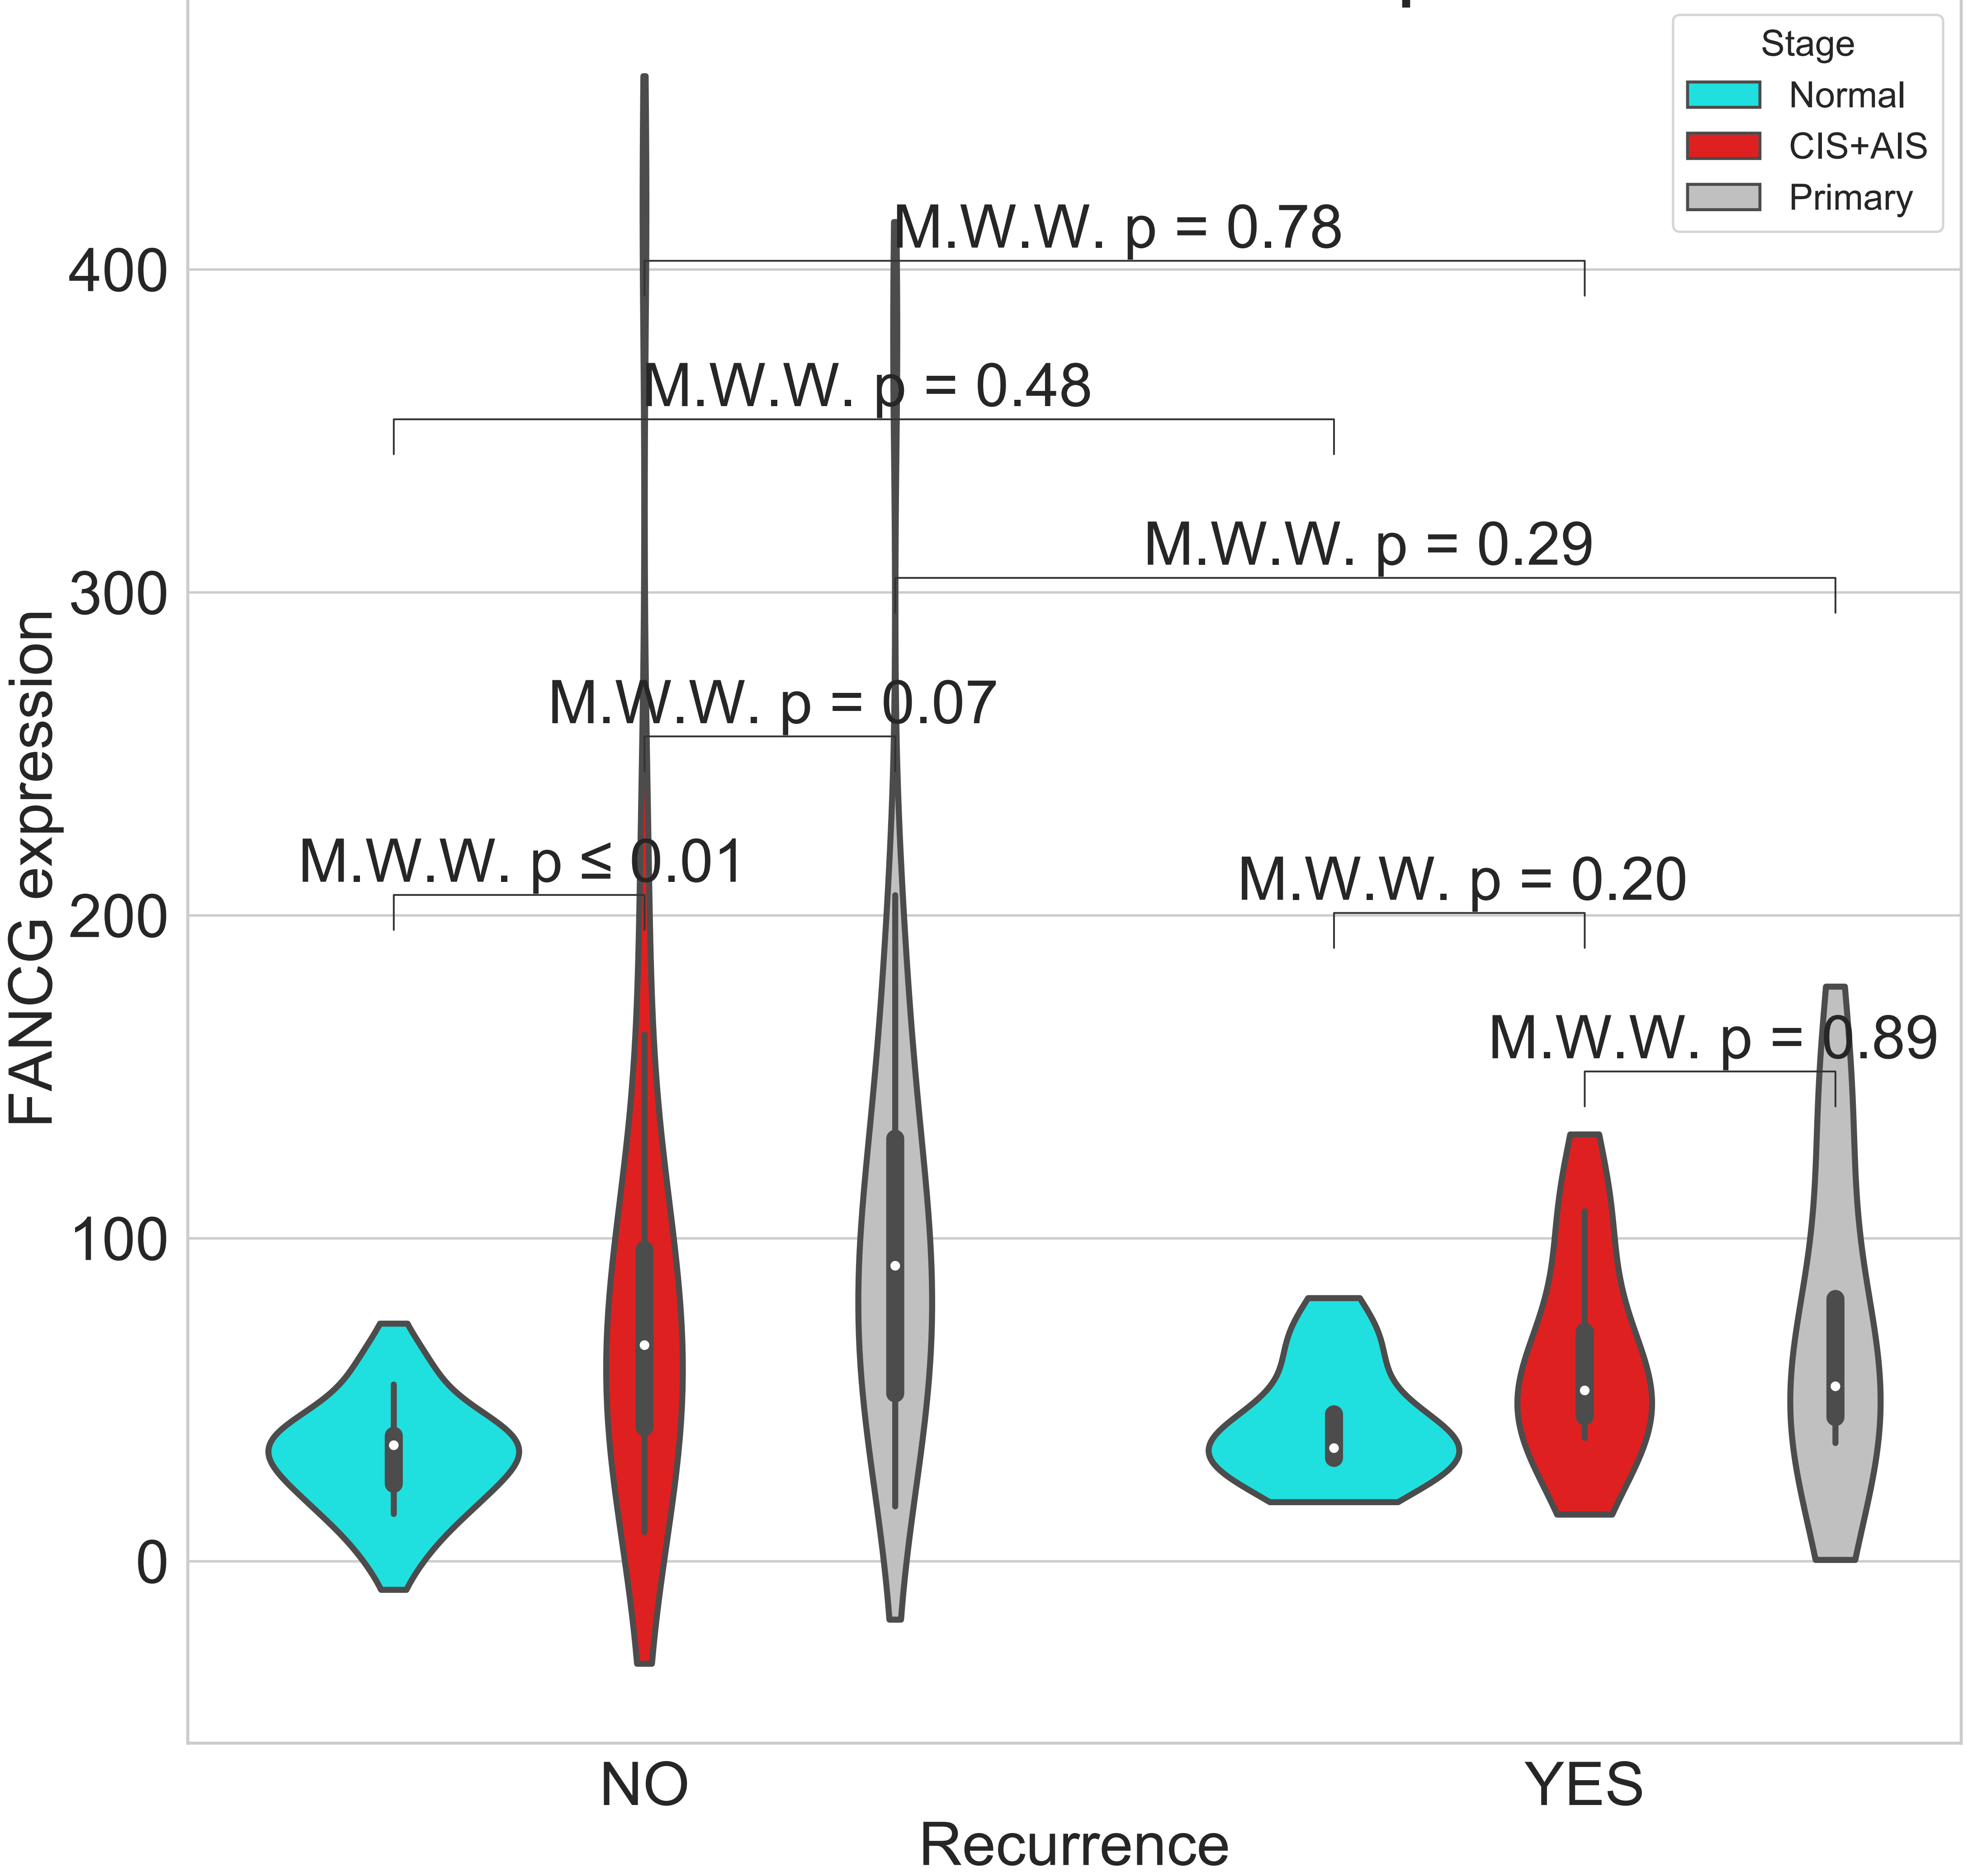 Stage
Normal
CIS+AIS
Primary
M.W.W. p = 0.78
M.W.W. p = 0.48
M.W.W. p = 0.29
M.W.W. p = 0.07
M.W.W. p ≤ 0.01
M.W.W. p = 0.20
M.W.W. p = 0.89
400
300
200
100
0
FANCG expression
NO
YES
Recurrence